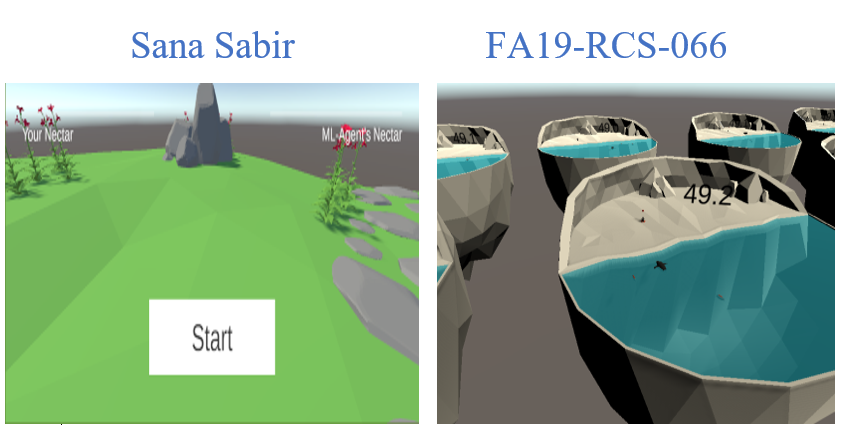 Sana Sabir
FA19-RCS-066
Your Nectar
ML-Agent's Nectar
Start
49.2